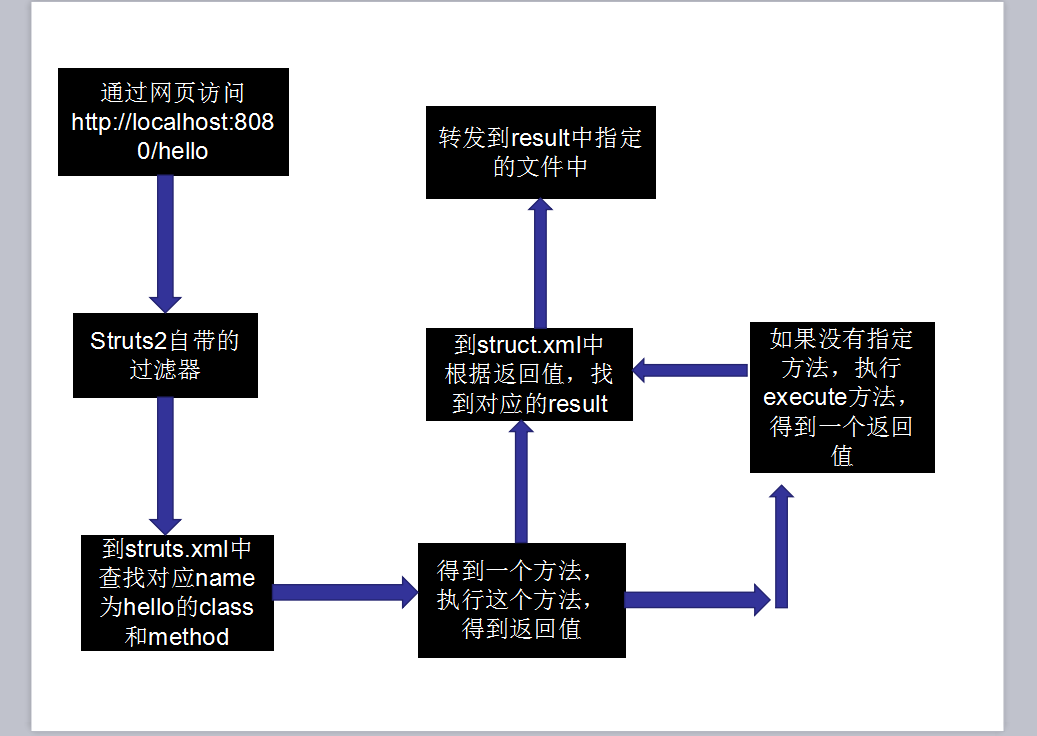 通过网页访问
http://localhost:808
0/hello
Struts2自带的
过滤器
到struts.xml中
查找对应name
为hello的class
和method
得到一个方法，
执行这个方法，
得到返回值
如果没有指定
方法，执行
execute方法，
得到一个返回
值
到struct.xml中
根据返回值，找
到对应的result
转发到result中指定
的文件中